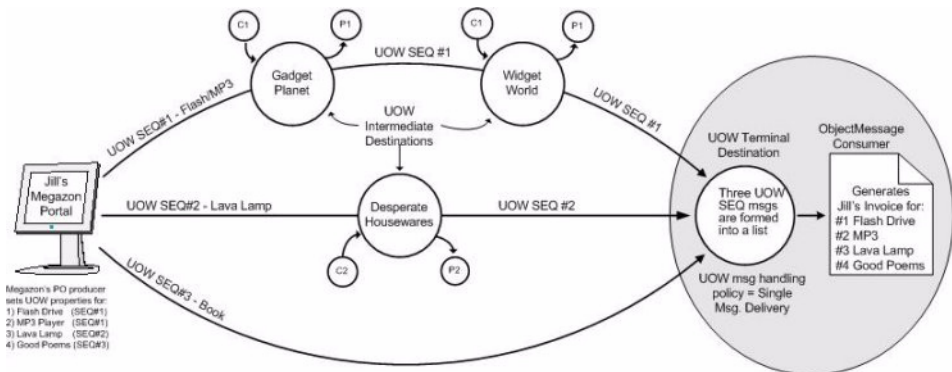 C1
P1
C1
P1
UOW SEQ #1
Gadget
Planet
Widget
World
UOW SEQ#1 - Flash/MP3
UOW SEQ #1
UOW
Intermediate
Destinations
UOW Terminal
Destination
ObjectMessage
Consumer
Jill's
Megazon
Portal
UOW SEQ#2 - Lava Lamp
Desperate
Housewares
UOW SEQ #2
Three UOW
SEQ msgs
are formed
into a list
Generates
Jill's Invoice for:
#1 Flash Drive
#2 MP3
#3 Lava Lamp
#4 Good Poems
C2
P2
UOW SEQ#3 - Book
UOW msg handling
policy = Single
Msg. Delivery
Megazon's PO producer
sets UOW properties for:
1) Flash Drive (SEQ#1)
2) MP3 Player (SEQ#1)
3) Lava Lamp (SEQ#2)
4) Good Poems (SEQ#3)